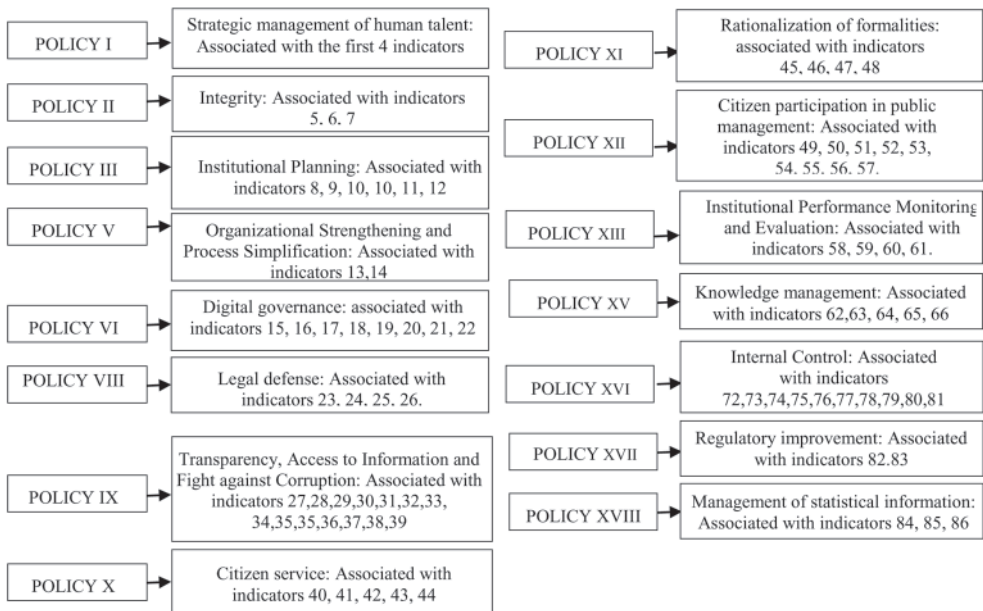 POLICY I
Strategic management of human talent:
Associated with the first 4 indicators
POLICY II
Integrity: Associated with indicators
5. 6. 7
POLICY III
Institutional Planning: Associated with
indicators 8, 9, 10, 10, 11, 12
POLICY V
Organizational Strengthening and
Process Simplification: Associated with
indicators 13,14
POLICY VI
Digital governance: associated with
indicators 15, 16, 17, 18, 19, 20, 21, 22
POLICY VIII
Legal defense: Associated with
indicators 23. 24. 25. 26.
POLICY IX
Transparency, Access to Information and
Fight against Corruption: Associated with
indicators 27,28,29,30,31,32,33,
34,35,35,36,37,38,39
POLICY X
Citizen service: Associated with
indicators 40, 41, 42, 43, 44
POLICY XI
Rationalization of formalities:
associated with indicators
45, 46, 47, 48
POLICY XII
Citizen participation in public
management: Associated with
indicators 49, 50, 51, 52, 53,
54. 55. 56. 57.
POLICY XIII
Institutional Performance Monitoring
and Evaluation: Associated with
indicators 58, 59, 60, 61.
POLICY XV
Knowledge management: Associated
with indicators 62,63, 64, 65, 66
POLICY XVI
Internal Control: Associated
with indicators
72,73,74,75,76,77,78,79,80,81
POLICY XVII
Regulatory improvement: Associated
with indicators 82.83
POLICY XVIII
Management of statistical information:
Associated with indicators 84, 85, 86